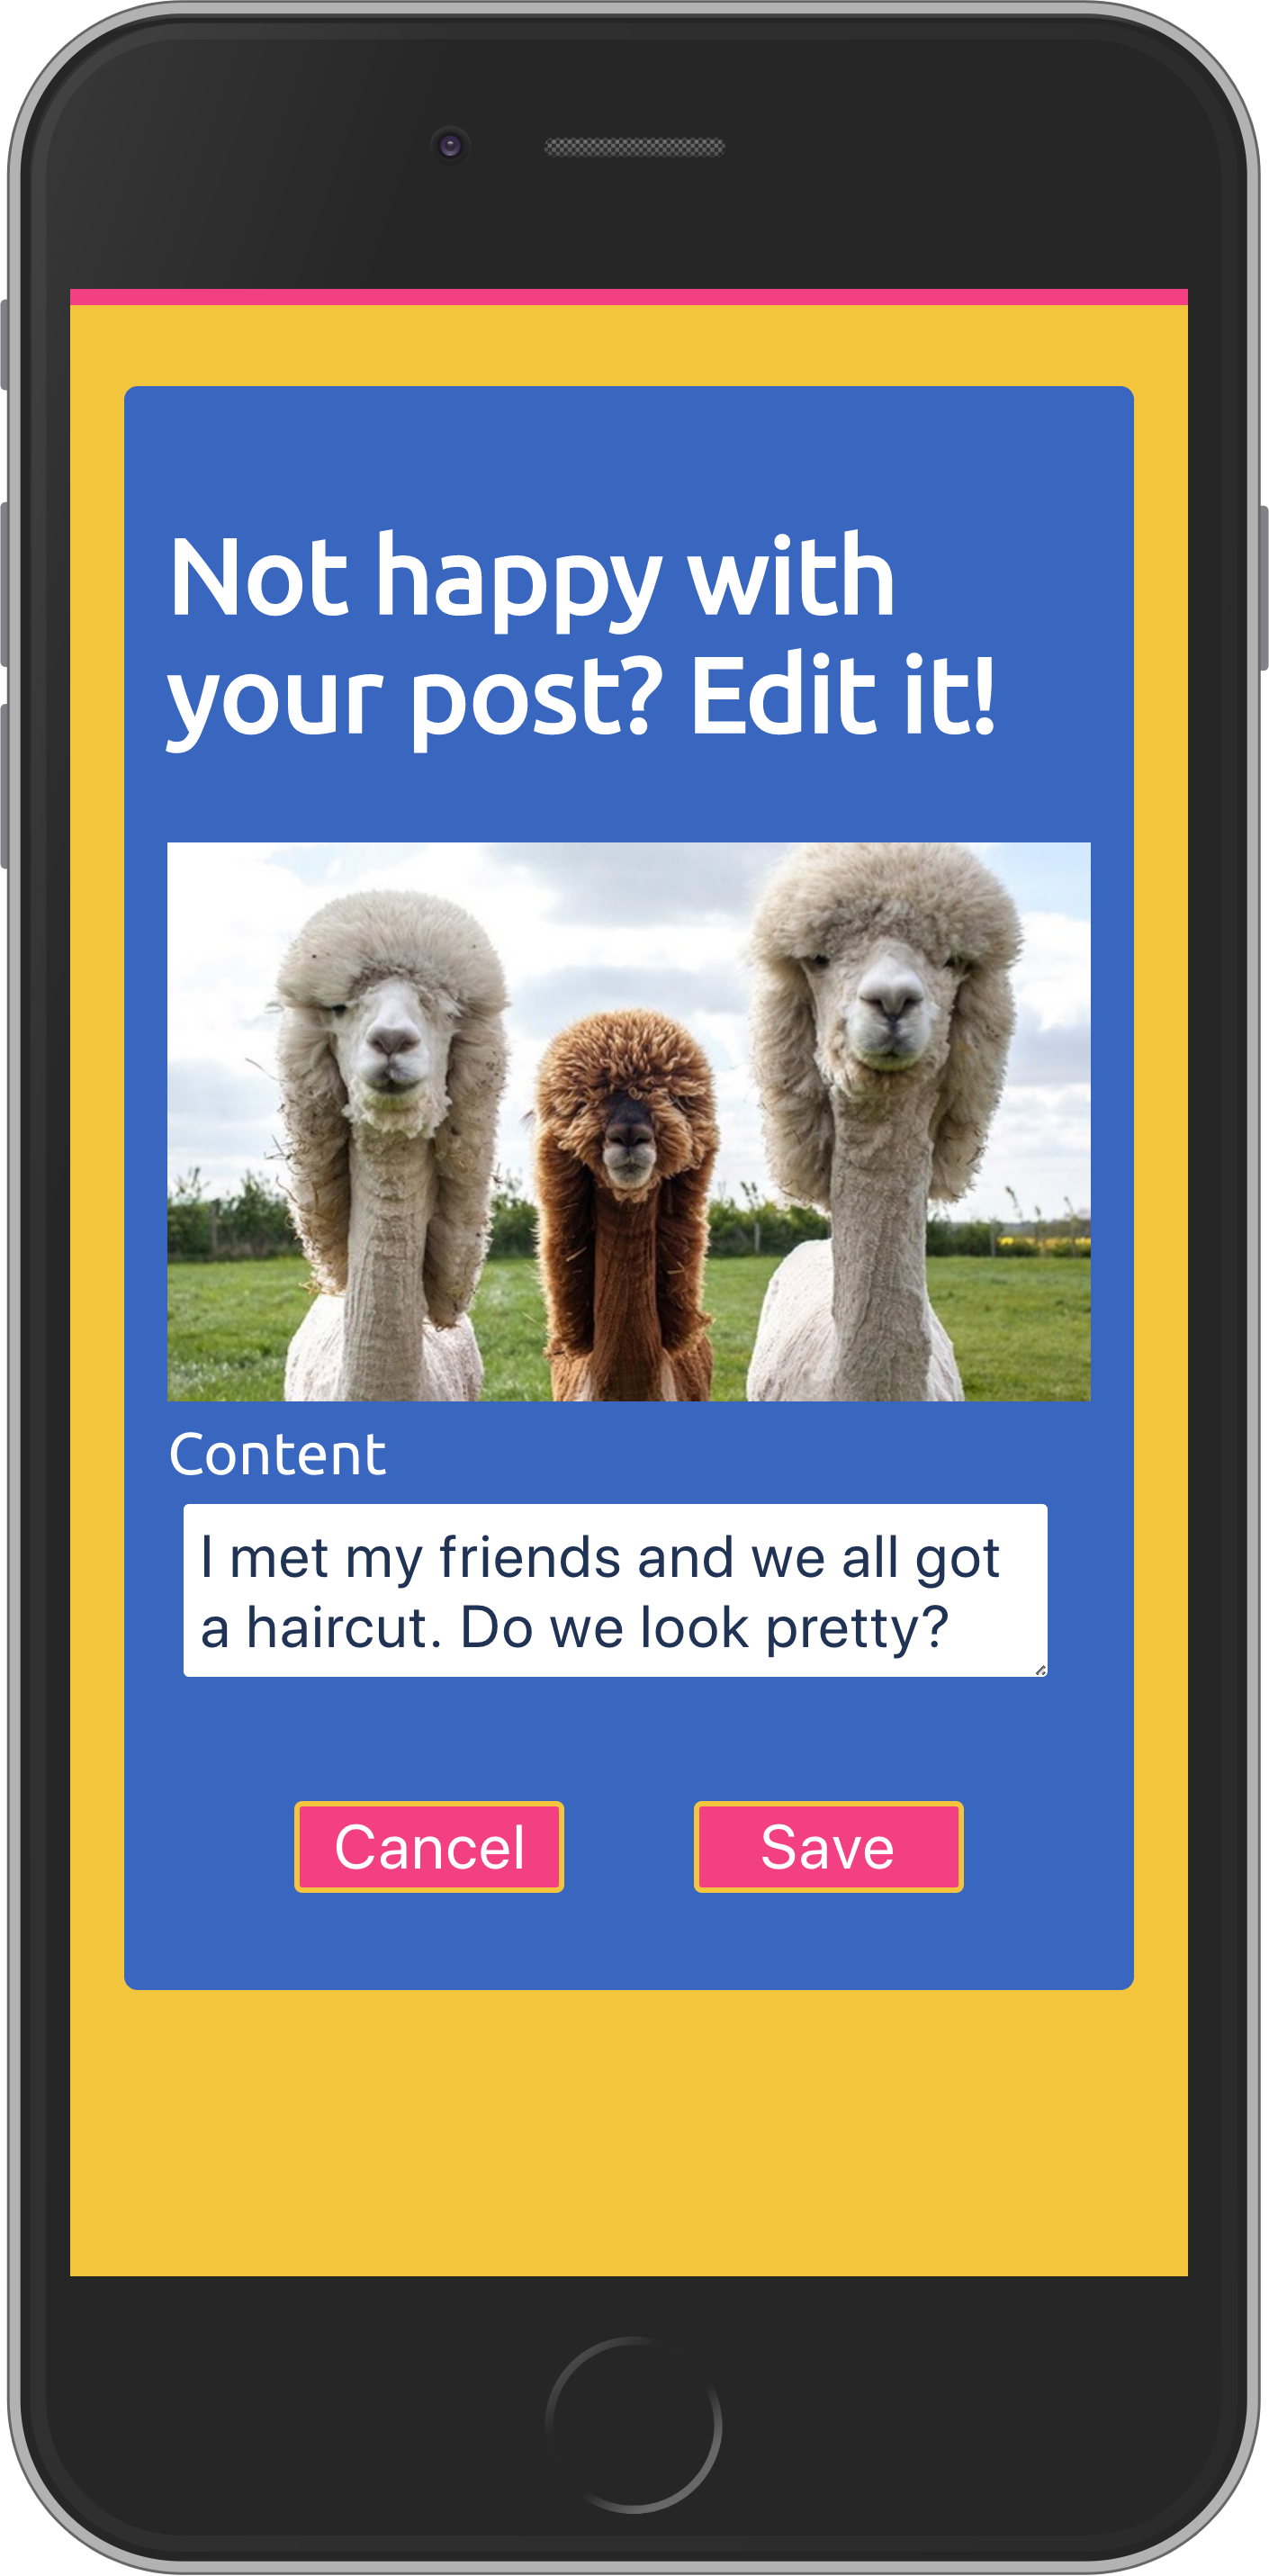 Not happy with
your post? Edit it!
Content
I met my friends and we all got
a haircut. Do we look pretty?
Cancel
Save